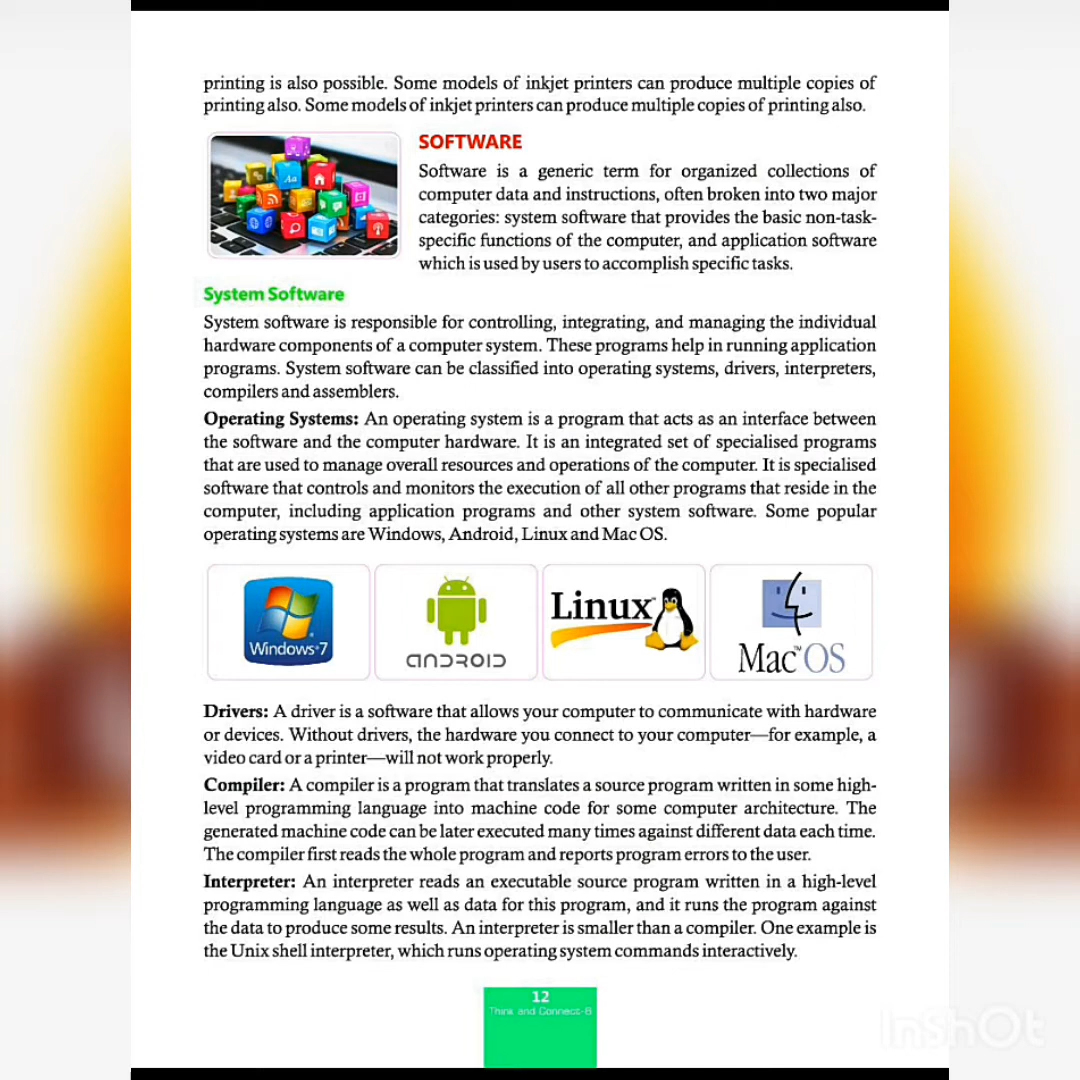 printing is also possible. Some models of inkjet printers can produce multiple copies of
printing also. Some models of inkjet printers can produce multiple copies of printing also.
SOFTWARE
Software is a generic term for organized collections of
computer data and instructions, often broken into two major
categories: system software that provides the basic non-task-
specific functions of the computer, and application software
which is used by users to accomplish specific tasks.
System Software
System software is responsible for controlling, integrating, and managing the individual
hardware components of a computer system. These programs help in running application
programs. System software can be classified into operating systems, drivers, interpreters,
compilers and assemblers.
Operating Systems: An operating system is a program that acts as an interface between
the software and the computer hardware. It is an integrated set of specialised programs
that are used to manage overall resources and operations of the computer. It is specialised
software that controls and monitors the execution of all other programs that reside in the
computer, including application programs and other system software. Some popular
operating systems are Windows, Android, Linux and Mac OS.
Windows 7
ANDROID
Linux
Mac OS
Drivers: A driver is a software that allows your computer to communicate with hardware
or devices. Without drivers, the hardware you connect to your computer—for example, a
video card or a printer—will not work properly.
Compiler: A compiler is a program that translates a source program written in some high-
level programming language into machine code for some computer architecture. The
generated machine code can be later executed many times against different data each time.
The compiler first reads the whole program and reports program errors to the user.
Interpreter: An interpreter reads an executable source program written in a high-level
programming language as well as data for this program, and it runs the program against
the data to produce some results. An interpreter is smaller than a compiler. One example is
the Unix shell interpreter, which runs operating system commands interactively.
12
Think and Connect-8
InShOt